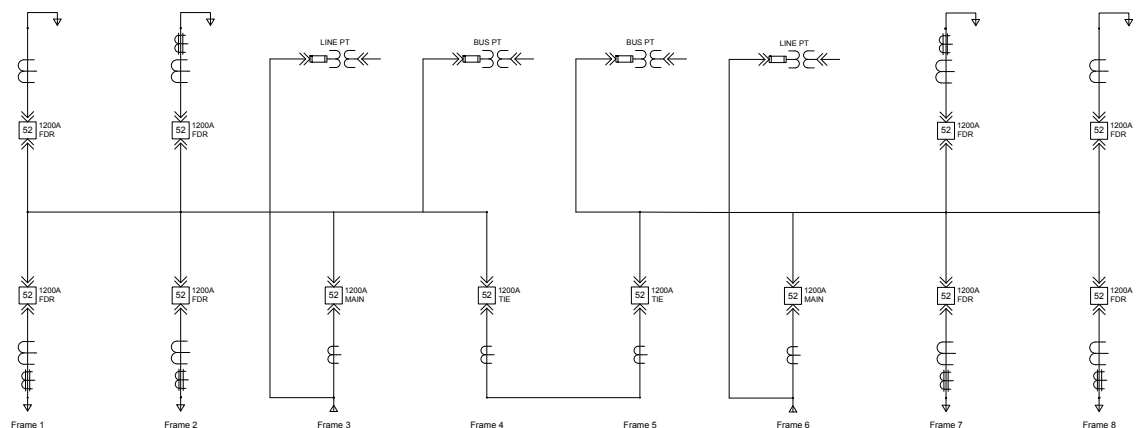 LINE PT
BUS PT
BUS PT
LINE PT
52
1200A
FDR
52
1200A
FDR
52
1200A
FDR
52
1200A
FDR
52
1200A
FDR
52
1200A
FDR
52
1200A
MAIN
52
1200A
TIE
52
1200A
TIE
52
1200A
MAIN
52
1200A
FDR
52
1200A
FDR
Frame 1
Frame 2
Frame 3
Frame 4
Frame 5
Frame 6
Frame 7
Frame 8